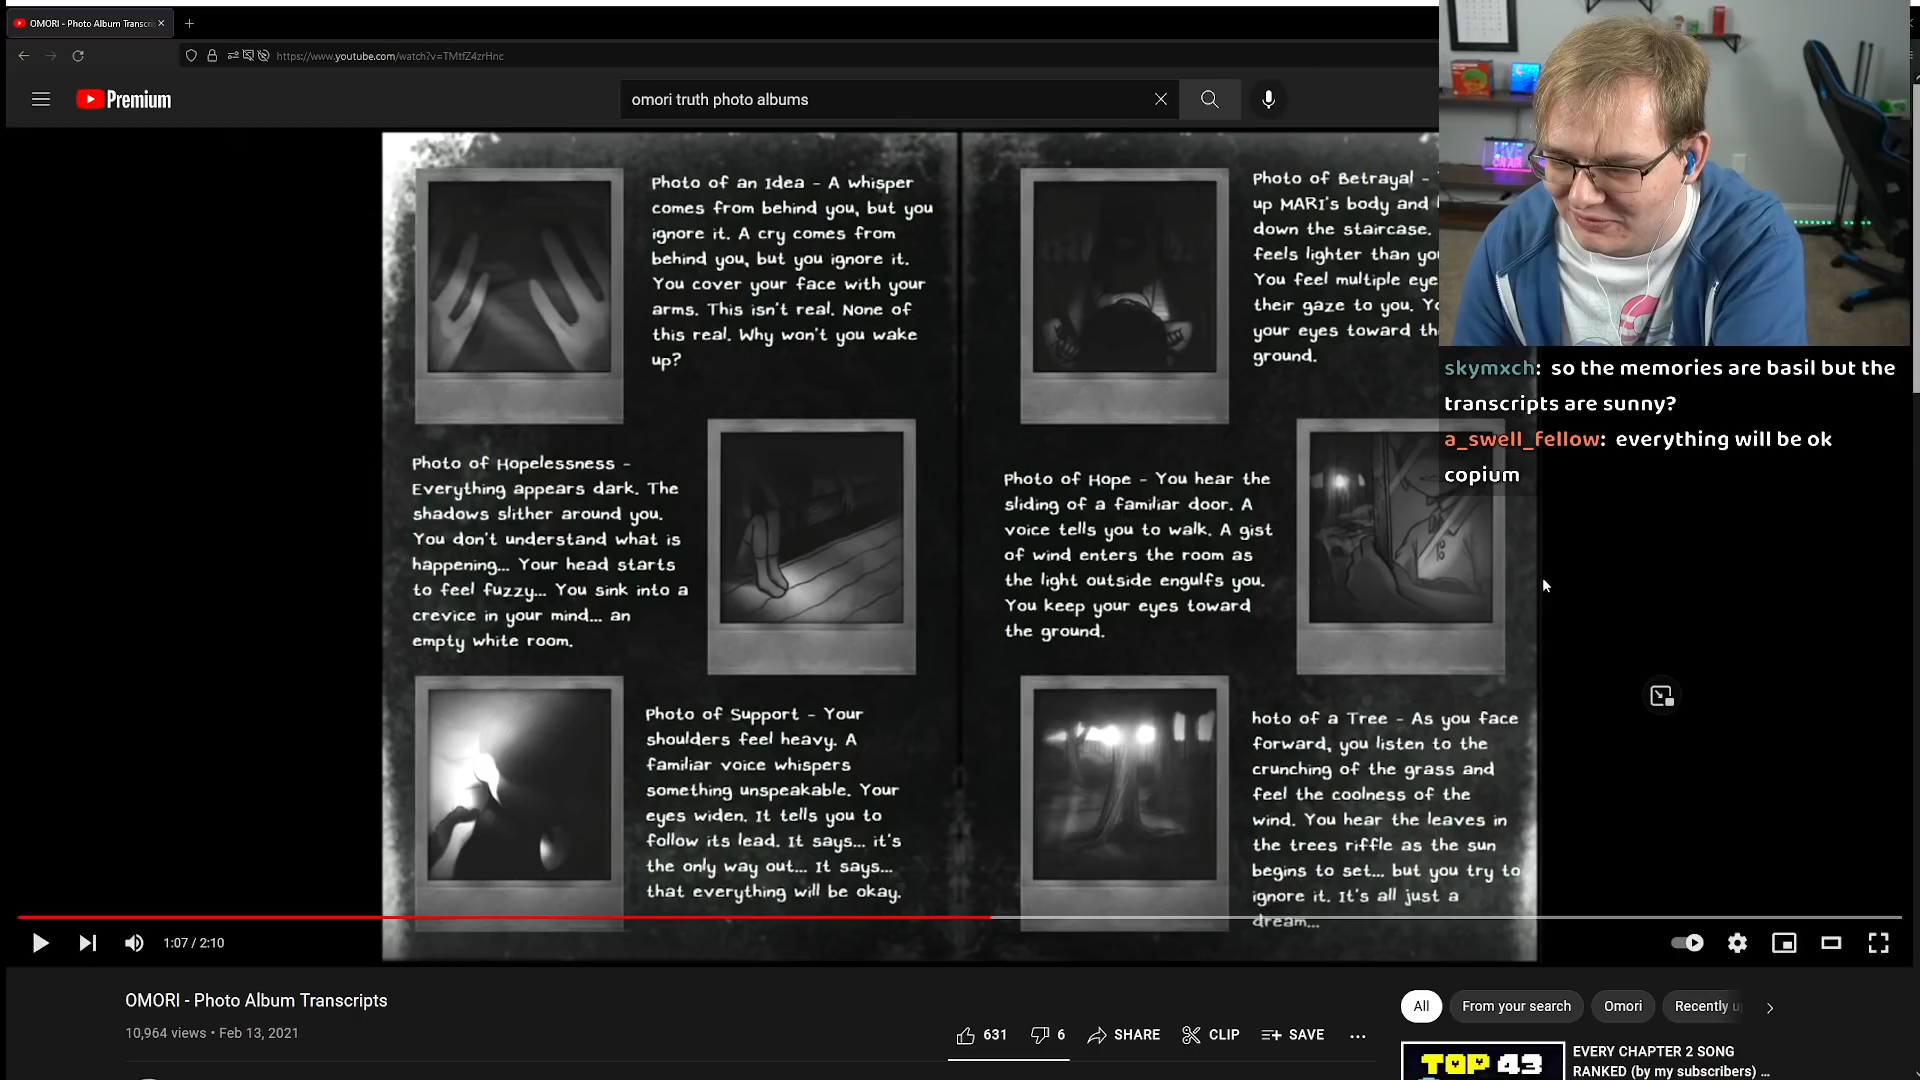 OMORI - Photo Album Transcri
https://www.youtube.com/watch?v=TMtfZ4zrHnc
Premium
omori truth photo albums
Photo of an Idea - A whisper
comes from behind you, but you
ignore it. A cry comes from
behind you, but you ignore it.
You cover your face with your
arms. This isn't real. None of
this real. Why won't you wake
up?
Photo of Hopelessness -
Everything appears dark. The
shadows slither around you.
You don't understand what is
happening... Your head starts
to feel fuzzy... You sink into a
crevice in your mind... an
empty white room.
Photo of Support - Your
shoulders feel heavy. A
familiar voice whispers
something unspeakable. Your
eyes widen. It tells you to
follow its lead. It says... it's
the only way out... It says...
that everything will be okay.
Photo of Betrayal -
up MARI's body and
down the staircase.
feels lighter than yo
You feel multiple eye
their gaze to you. Yo
your eyes toward th
ground.
Photo of Hope - You hear the
sliding of a familiar door. A
voice tells you to walk. A gist
of wind enters the room as
the light outside engulfs you.
You keep your eyes toward
the ground.
hoto of a Tree - As you face
forward, you listen to the
crunching of the grass and
feel the coolness of the
wind. You hear the leaves in
the trees riffle as the sun
begins to set... but you try to
ignore it. It's all just a
dream...
LIVE
ON AIR
skymxch: so the memories are basil but the
transcripts are sunny?
a_swell_fellow: everything will be ok
copium
1:07 / 2:10
OMORI - Photo Album Transcripts
10,964 views • Feb 13, 2021
631
6
SHARE
CLIP
SAVE
All
From your search
Omori
Recently u
TOP 43
EVERY CHAPTER 2 SONG
RANKED (by my subscribers) ...